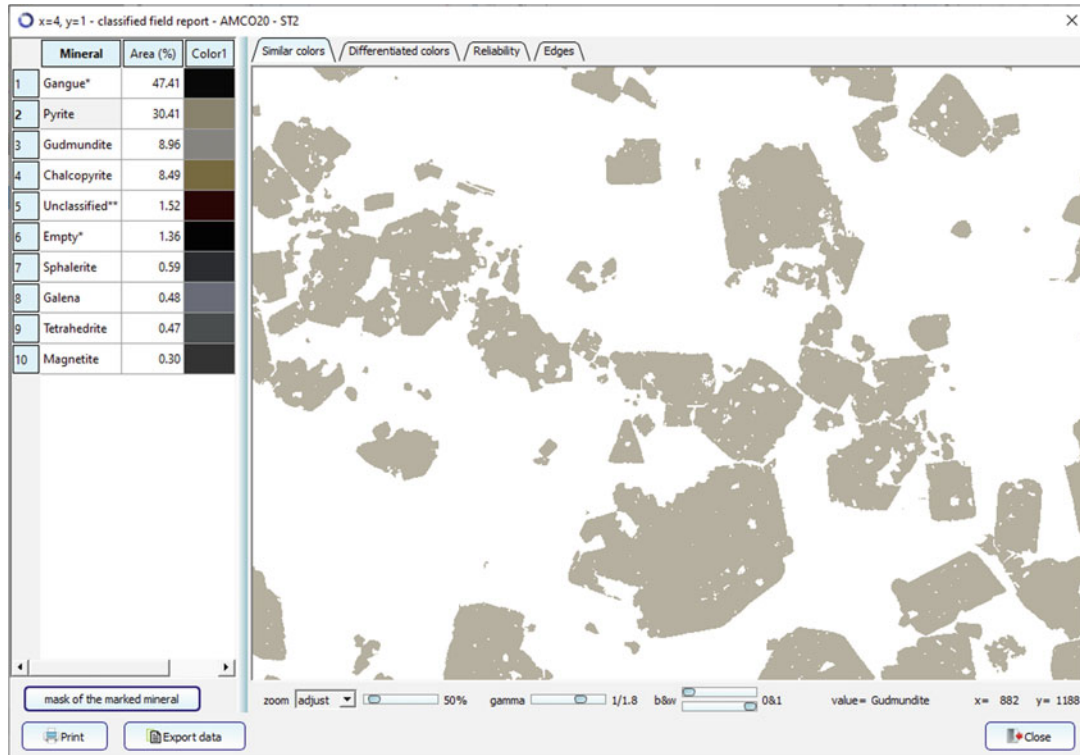 x=4, y=1 - classified field report - AMCO20 - ST2
Mineral Area (%) Color1
1 Gangue* 47.41
2 Pyrite 30.41
3 Gudmundite 8.96
4 Chalcopyrite 8.49
5 Unclassified** 1.52
6 Empty* 1.36
7 Sphalerite 0.59
8 Galena 0.48
9 Tetrahedrite 0.47
10 Magnetite 0.30
Similar colors Differentiated colors Reliability Edges
mask of the marked mineral
zoom adjust 50% gamma 1/1.8 b&w 0&1 value= Gudmundite x= 882 y= 1188
Print Export data Close